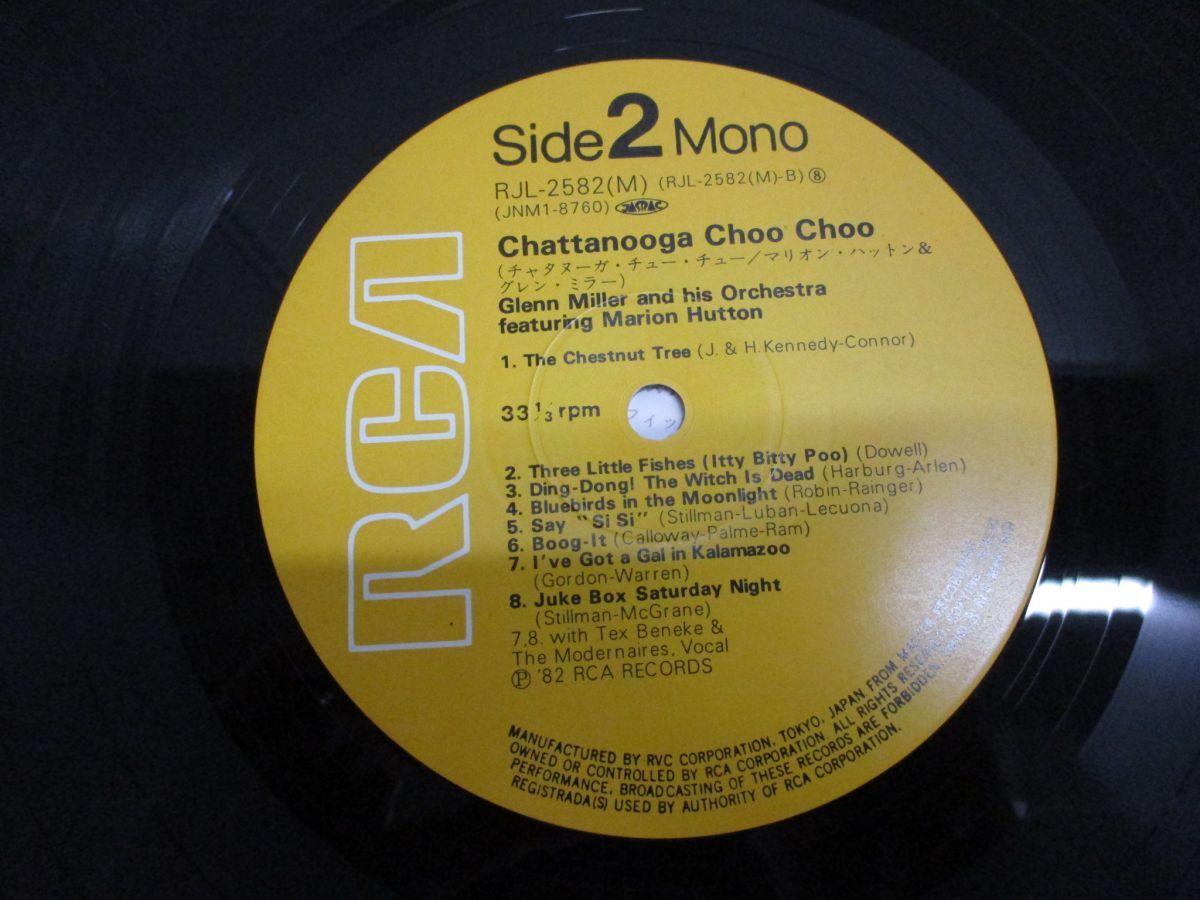 RCA
Side 2 Mono
RJL-2582(M) (RJL-2582(M)-B) ⑧
(JNM1-8760) JASRAC
Chattanooga Choo Choo
(チャタヌーガ・チュー・チュー/マリオン・ハットン&
グレン・ミラー)
Glenn Miller and his Orchestra
featuring Marion Hutton
1. The Chestnut Tree (J. & H. Kennedy-Connor)
33 1/3 rpm
フィッ
2. Three Little Fishes (Itty Bitty Poo) (Dowell)
3. Ding-Dong! The Witch Is Dead (Harburg-Arlen)
4. Bluebirds in the Moonlight (Robin-Rainger)
5. Say "Si Si" (Stillman-Luban-Lecuona)
6. Boog-It (Calloway-Palme-Ram)
7. I've Got a Gal in Kalamazoo
(Gordon-Warren)
8. Juke Box Saturday Night
(Stillman-McGrane)
7,8. with Tex Beneke &
The Modernaires, Vocal
Ⓟ '82 RCA RECORDS
MANUFACTURED BY RVC CORPORATION, TOKYO, JAPAN FROM
OWNED OR CONTROLLED BY RCA CORPORATION. ALL RIGHTS
PERFORMANCE, BROADCASTING OF THESE RECORDS ARE FORBIDDEN.
REGISTRADA(S) USED BY AUTHORITY OF RCA CORPORATION.